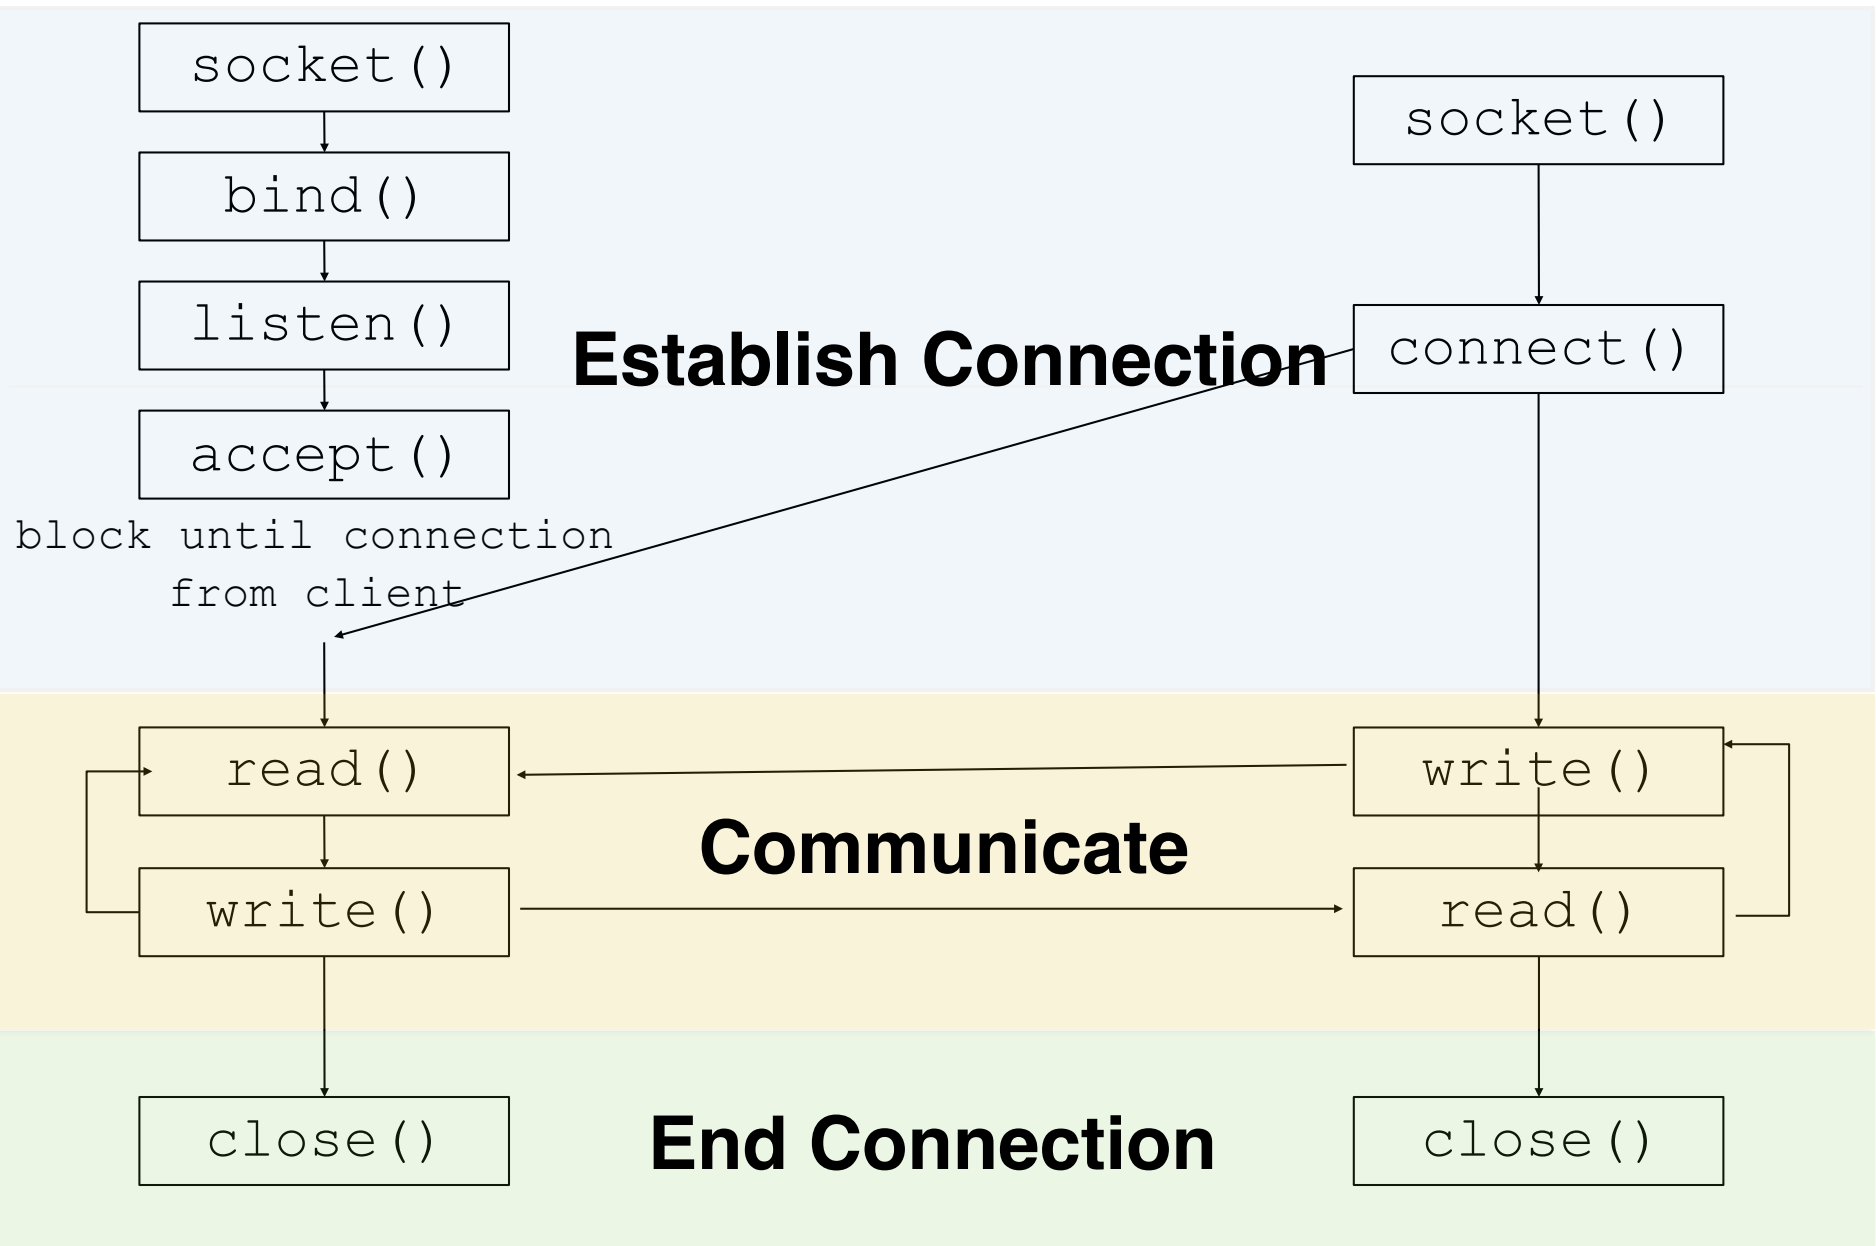 socket()
socket()
bind()
listen()
Establish Connection
connect()
accept()
block until connection
from client
read()
write()
Communicate
write()
read()
close()
End Connection
close()